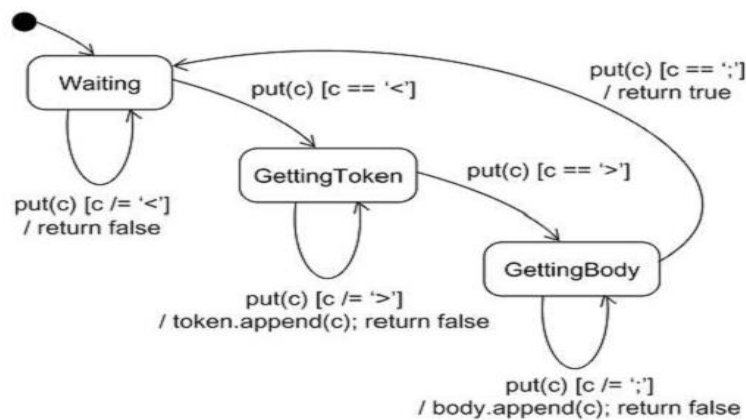 put(c) [c == ‘;’]
/ return true
Waiting
put(c) [c == ‘<’]
GettingToken
put(c) [c == ‘>’]
put(c) [c /= ‘<’]
/ return false
GettingBody
put(c) [c /= ‘>’]
/ token.append(c); return false
put(c) [c /= ‘;’]
/ body.append(c); return false